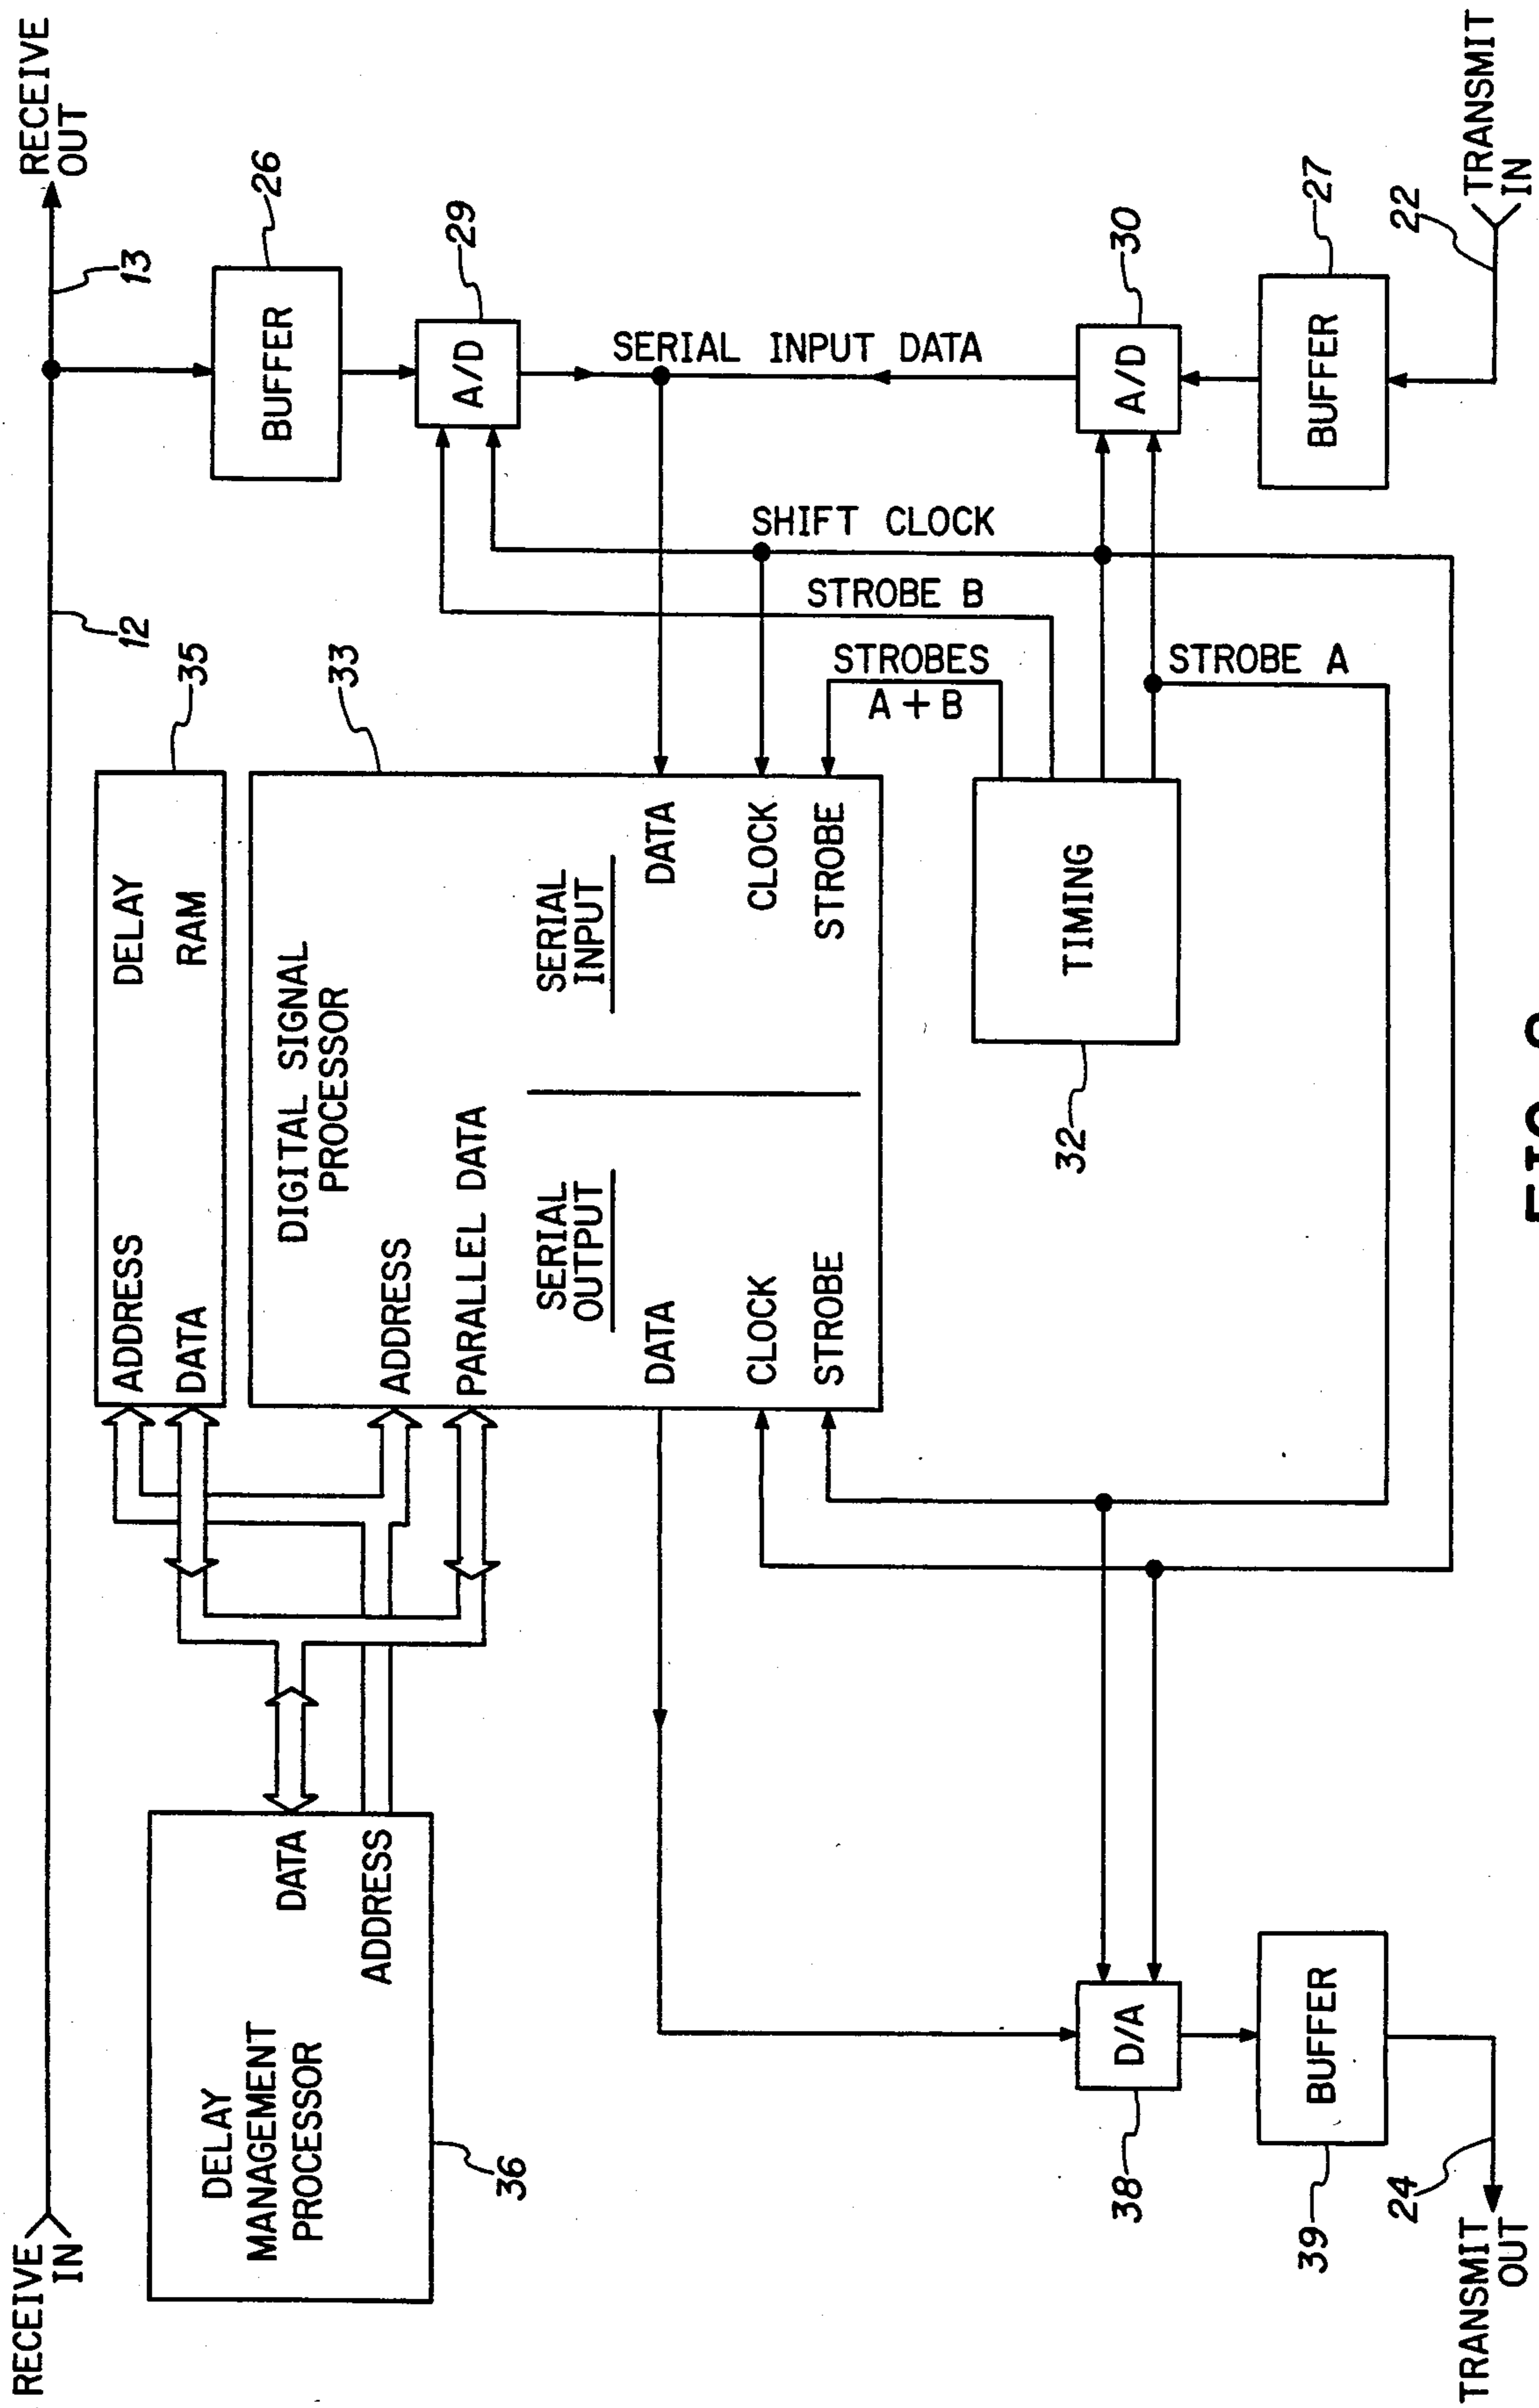 RECEIVE
IN
12
13
RECEIVE
OUT
DELAY
MANAGEMENT
PROCESSOR
DATA
ADDRESS
36
ADDRESS
DATA
DELAY
RAM
35
DIGITAL SIGNAL
PROCESSOR
33
ADDRESS
PARALLEL DATA
SERIAL
OUTPUT
DATA
CLOCK
STROBE
SERIAL
INPUT
DATA
CLOCK
STROBE
BUFFER
26
A/D
29
SERIAL INPUT DATA
SHIFT CLOCK
STROBE B
STROBES
A + B
STROBE A
TIMING
32
A/D
30
BUFFER
27
22
TRANSMIT
IN
D/A
38
BUFFER
39
24
TRANSMIT
OUT